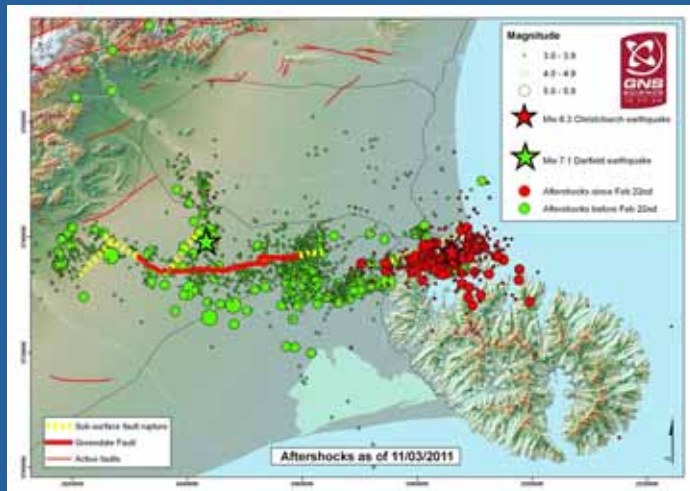 Magnitude
3.0 - 3.9
4.0 - 4.9
5.0 - 5.9
GNS
SCIENCE
Mw 6.3 Christchurch earthquake
Mw 7.1 Darfield earthquake
Aftershocks since Feb 22nd
Aftershocks before Feb 22nd
Sub-surface fault rupture
Greendale Fault
Active faults
Aftershocks as of 11/03/2011